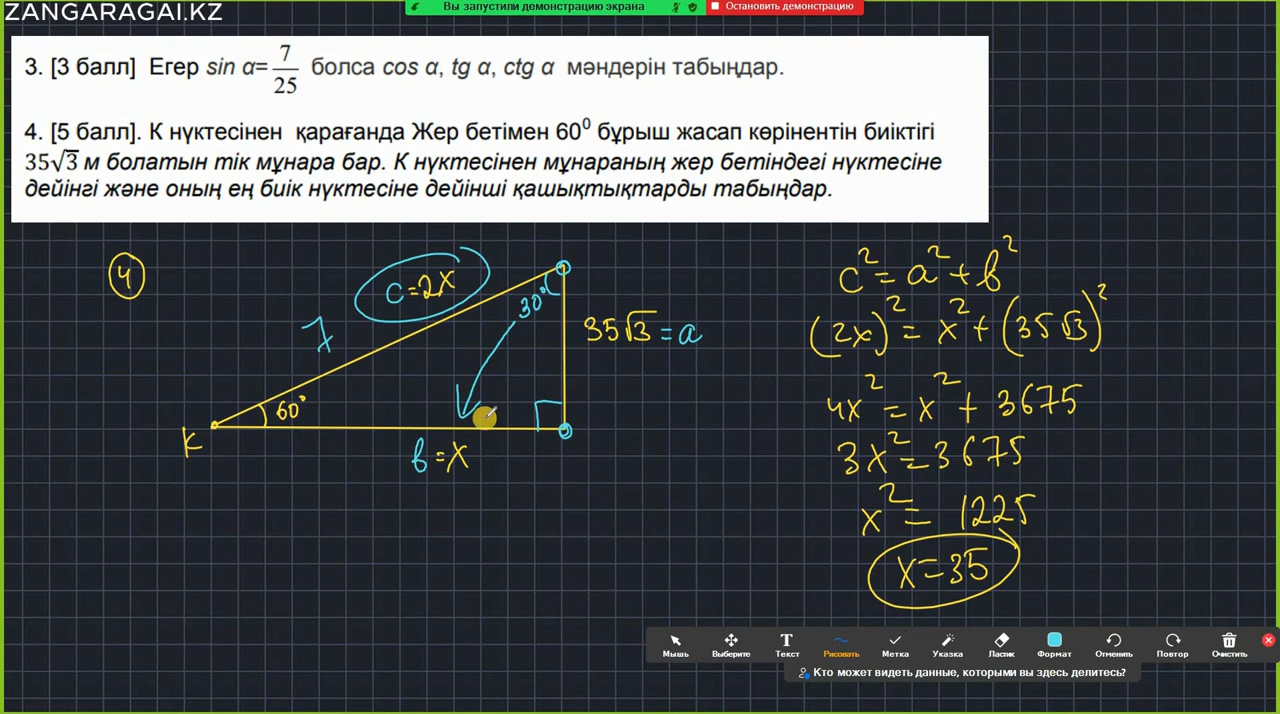 ZANGARAGAI.KZ
Вы запустили демонстрацию экрана
Остановить демонстрацию
3. [3 балл] Егер sin α= 7/25 болса cos α, tg α, ctg α мәндерін табыңдар.
4. [5 балл]. К нүктесінен қарағанда Жер бетімен 60⁰ бұрыш жасап көрінентін биіктігі
35√3 м болатын тік мұнара бар. К нүктесінен мұнараның жер бетіндегі нүктесіне
дейінгі және оның ең биік нүктесіне дейінші қашықтықтарды табыңдар.
4
c=2x
30°
35√3 = a
60°
K
b = x
c² = a² + b²
(2x)² = x² + (35√3)²
4x² = x² + 3675
3x² = 3675
x² = 1225
x = 35
Мышь
Выберите
Текст
Рисовать
Метка
Указка
Ластик
Формат
Отменить
Повтор
Очистить
Кто может видеть данные, которыми вы здесь делитесь?